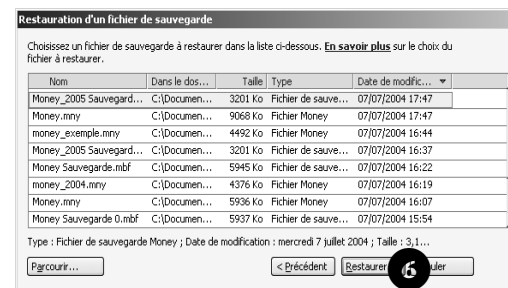 Restauration d'un fichier de sauvegarde
Choisissez un fichier de sauvegarde à restaurer dans la liste ci-dessous. En savoir plus sur le choix du
fichier à restaurer.
Nom Dans le dos... Taille Type Date de modific...
Money_2005 Sauvegard... C:\Documen... 3201 Ko Fichier de sauve... 07/07/2004 17:47
Money.mny C:\Documen... 9068 Ko Fichier Money 07/07/2004 17:47
money_exemple.mny C:\Documen... 4492 Ko Fichier Money 07/07/2004 16:44
Money_2005 Sauvegard... C:\Documen... 3201 Ko Fichier de sauve... 07/07/2004 16:37
Money Sauvegarde.mbf C:\Documen... 5945 Ko Fichier de sauve... 07/07/2004 16:22
money_2004.mny C:\Documen... 4376 Ko Fichier Money 07/07/2004 16:19
Money.mny C:\Documen... 5936 Ko Fichier Money 07/07/2004 16:07
Money Sauvegarde 0.mbf C:\Documen... 5937 Ko Fichier de sauve... 07/07/2004 15:54
Type : Fichier de sauvegarde Money ; Date de modification : mercredi 7 juillet 2004 ; Taille : 3,1...
Parcourir... < Précédent Restaurer 6 uler